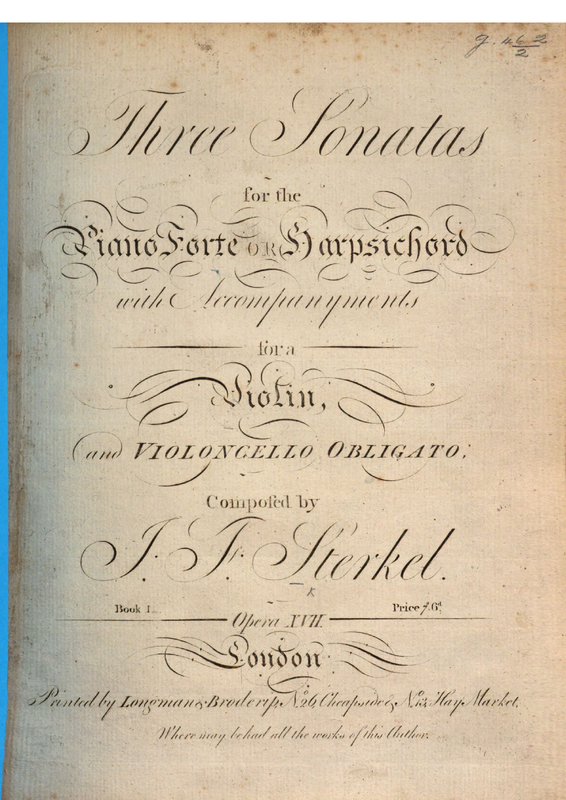 g. 462
2
Three Sonatas
for the
Piano Forte OR Harpsichord
with Accompanyments
for a
Violin,
and VIOLONCELLO OBLIGATO;
Composed by
J. F. Sterkel.
k
Book 1 Price 7.6d.
Opera XVII
London
Printed by Longman & Broderip, No. 26, Cheapside & No. 13, Hay Market.
Where may be had all the works of this Author.